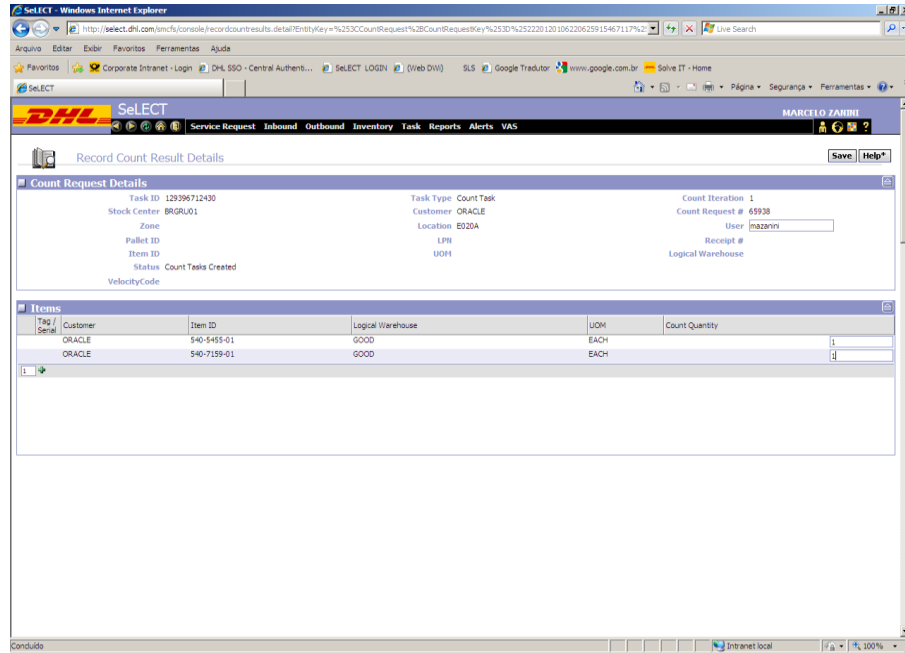 SeLECT - Windows Internet Explorer
http://select.dhl.com/smcfs/console/recordcountresults.detail?EntityKey=%253CCountRequest%2BCountRequestKey%253D%25222012010622062591546711​7%2 Live Search
Arquivo Editar Exibir Favoritos Ferramentas Ajuda
Favoritos Corporate Intranet - Login DHL SSO - Central Authenti... SeLECT LOGIN (Web DWI) SLS Google Tradutor www.google.com.br Solve IT - Home
SeLECT Página Segurança Ferramentas
DHL SeLECT MARCELO ZANINI
Service Request Inbound Outbound Inventory Task Reports Alerts VAS ?
Record Count Result Details Save Help*
Count Request Details
Task ID 129396712430 Task Type Count Task Count Iteration 1
Stock Center BRGRU01 Customer ORACLE Count Request # 65938
Zone Location E020A User mazanini
Pallet ID LPN Receipt #
Item ID UOM Logical Warehouse
Status Count Tasks Created
VelocityCode
Items
Tag / Serial Customer Item ID Logical Warehouse UOM Count Quantity
ORACLE 540-5455-01 GOOD EACH 1
ORACLE 540-7159-01 GOOD EACH 1
1
Concluído Intranet local 100%